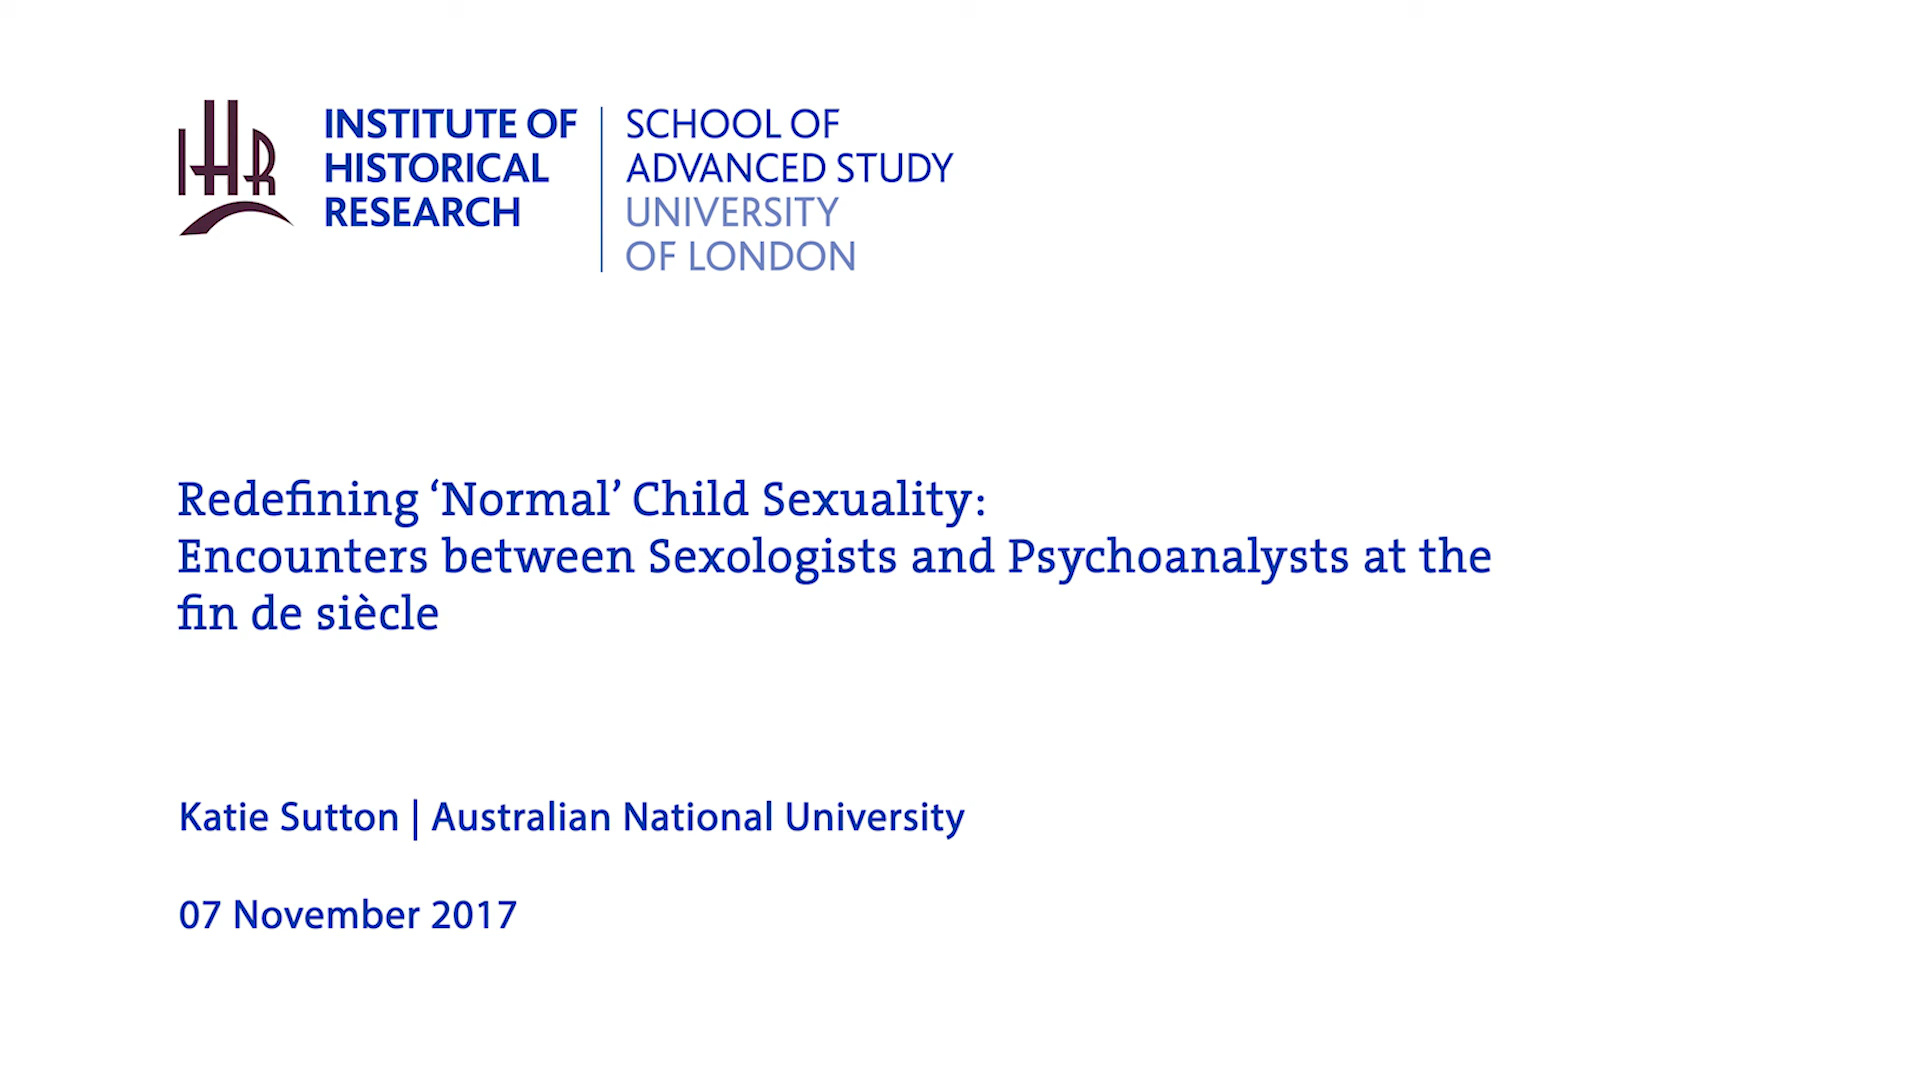 IHR
INSTITUTE OF
HISTORICAL
RESEARCH
SCHOOL OF
ADVANCED STUDY
UNIVERSITY
OF LONDON
Redefining ‘Normal’ Child Sexuality:
Encounters between Sexologists and Psychoanalysts at the
fin de siècle
Katie Sutton | Australian National University
07 November 2017